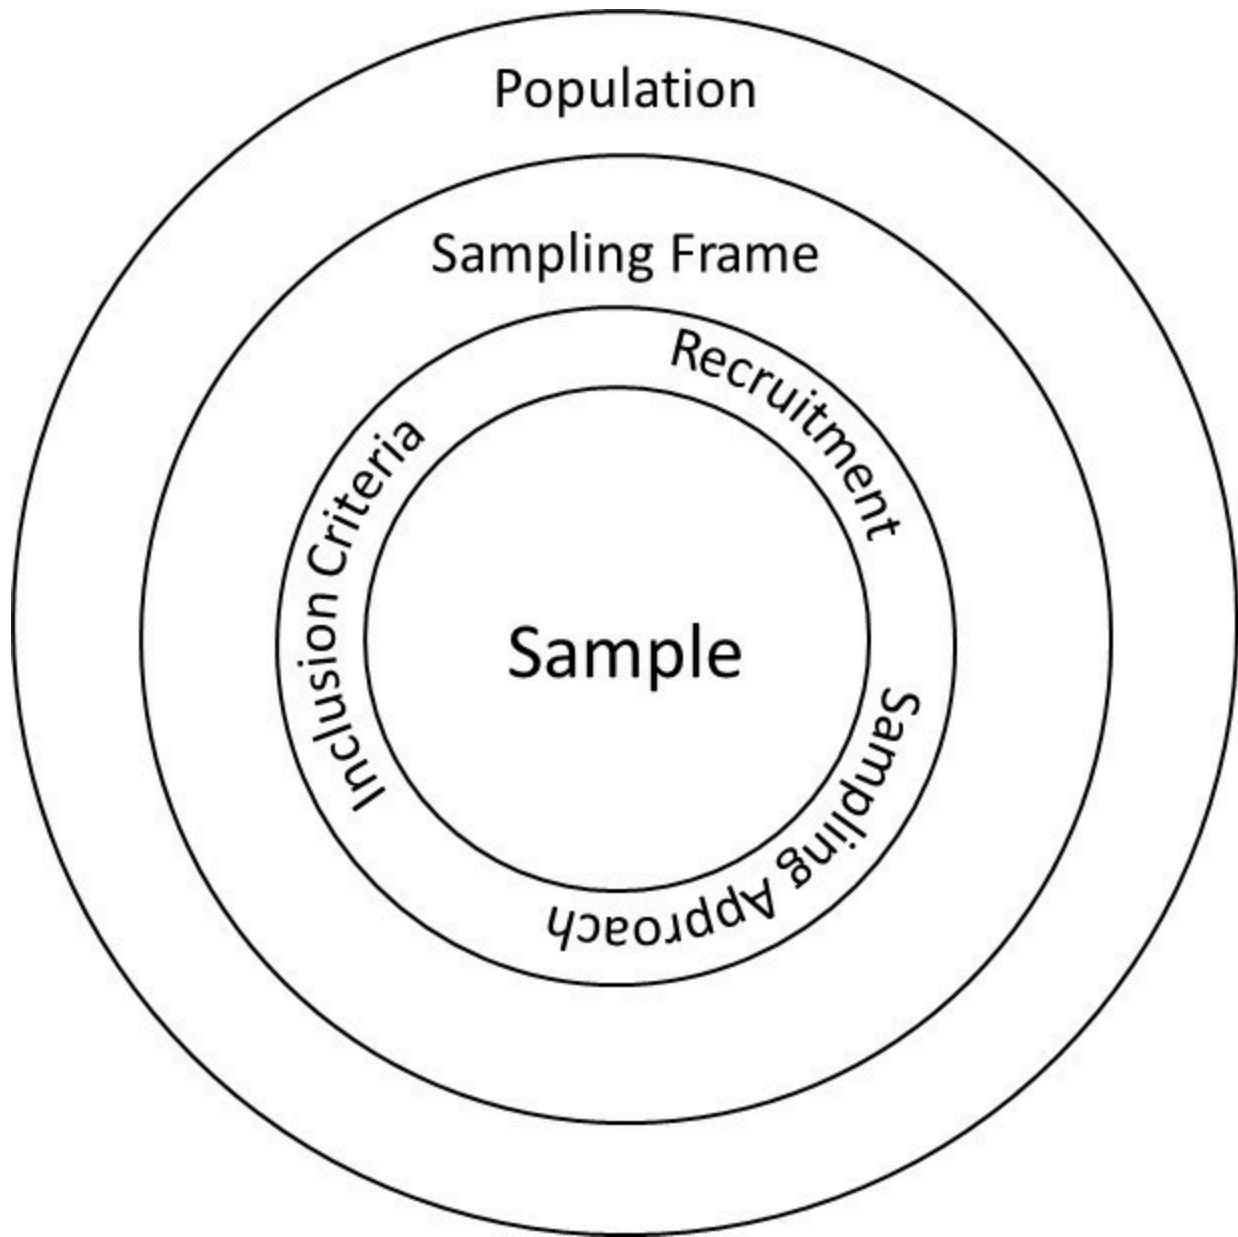 Population
Sampling Frame
Recruitment
Inclusion Criteria
Sample
Sampling Approach